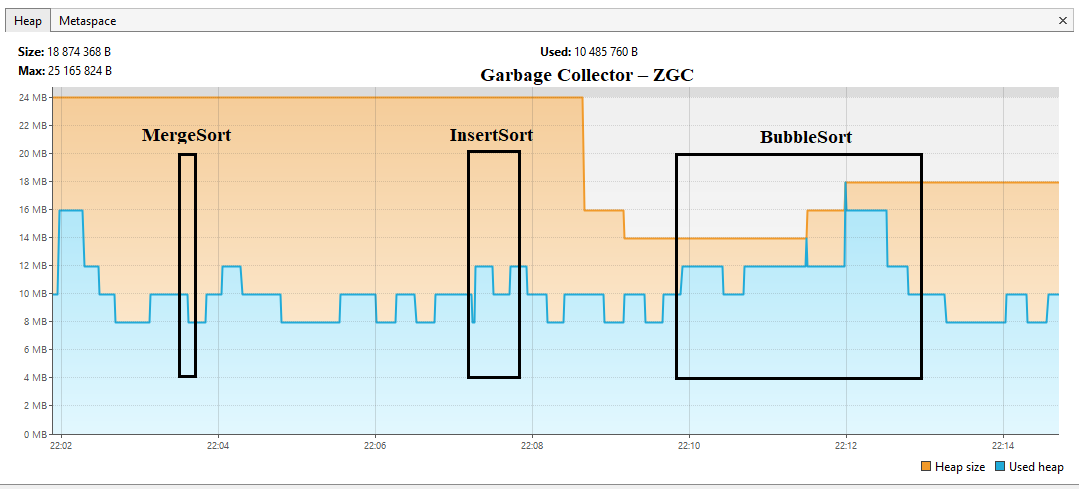 Heap Metaspace ×
Size: 18 874 368 B Used: 10 485 760 B
Max: 25 165 824 B
Garbage Collector – ZGC
24 MB
22 MB
MergeSort InsertSort BubbleSort
20 MB
18 MB
16 MB
14 MB
12 MB
10 MB
8 MB
6 MB
4 MB
2 MB
0 MB
22:02 22:04 22:06 22:08 22:10 22:12 22:14
Heap size Used heap